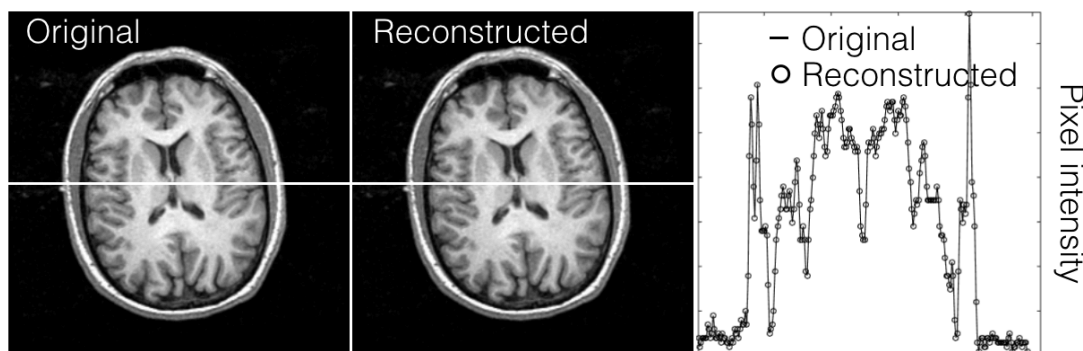 Original
Reconstructed
Original
Reconstructed
Pixel intensity